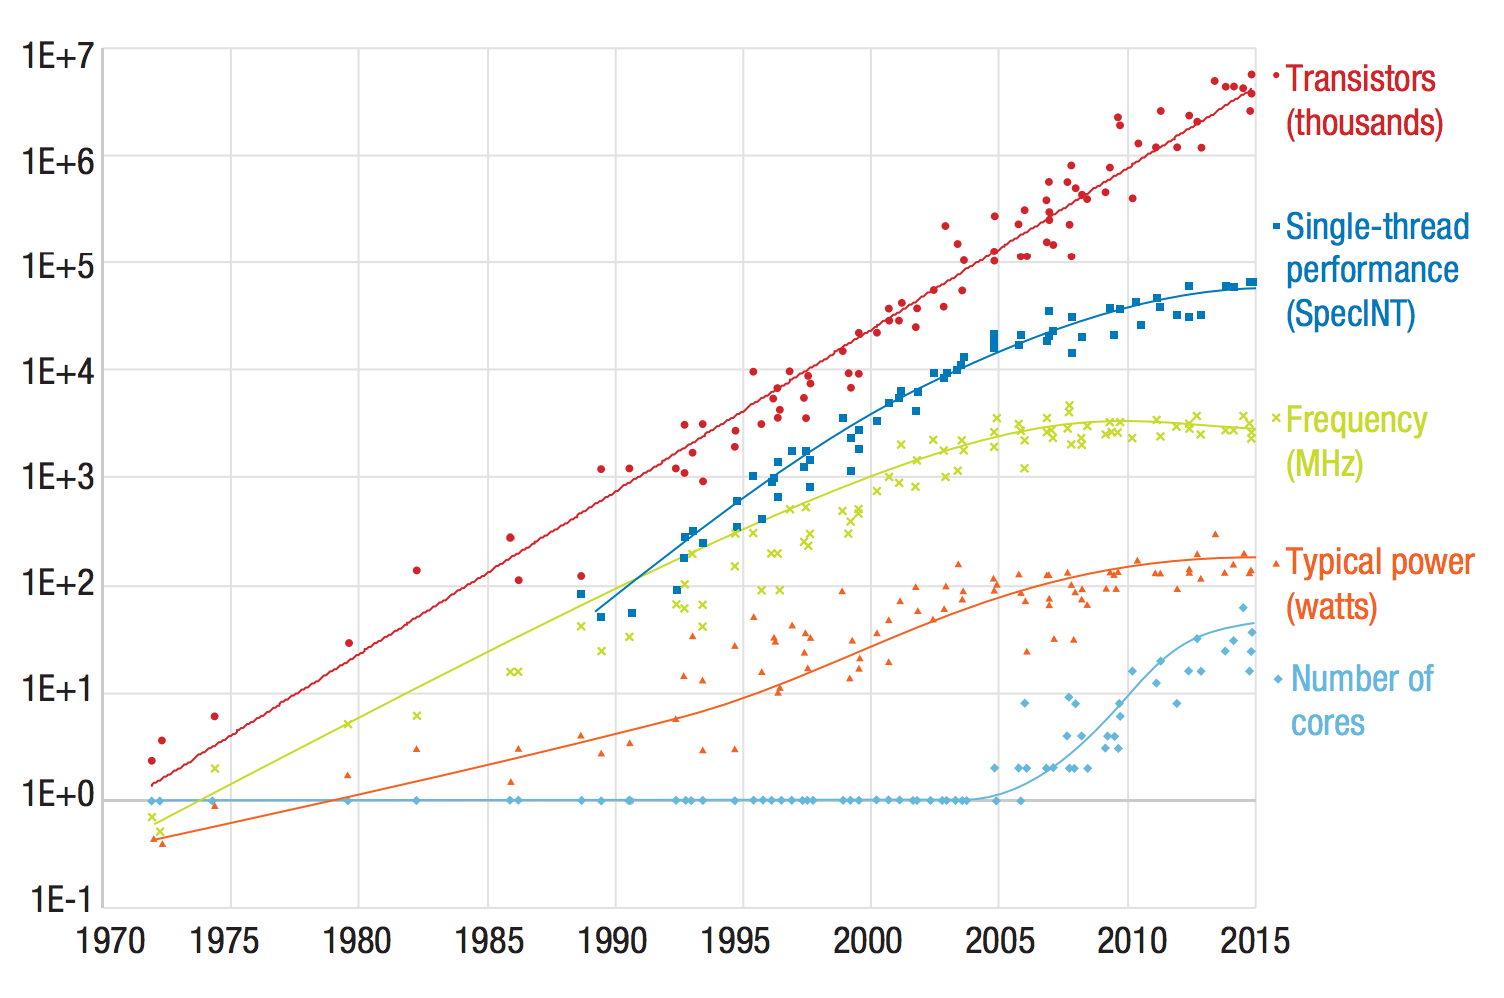 1E+7
1E+6
1E+5
1E+4
1E+3
1E+2
1E+1
1E+0
1E-1
1970 1975 1980 1985 1990 1995 2000 2005 2010 2015
Transistors
(thousands)
Single-thread
performance
(SpecINT)
Frequency
(MHz)
Typical power
(watts)
Number of
cores